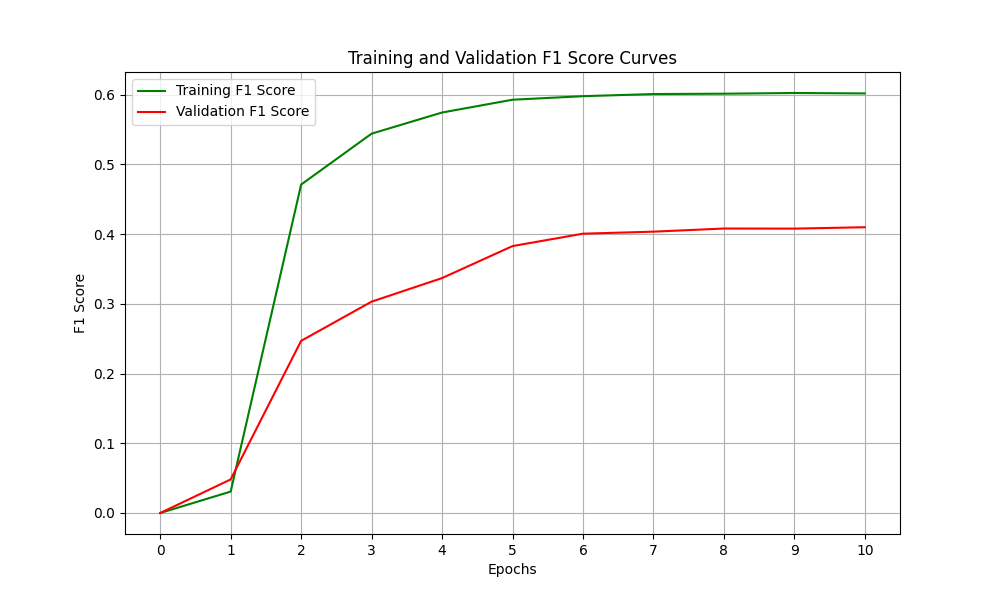 Training and Validation F1 Score Curves
Training F1 Score
Validation F1 Score
F1 Score
0.6
0.5
0.4
0.3
0.2
0.1
0.0
0 1 2 3 4 5 6 7 8 9 10
Epochs